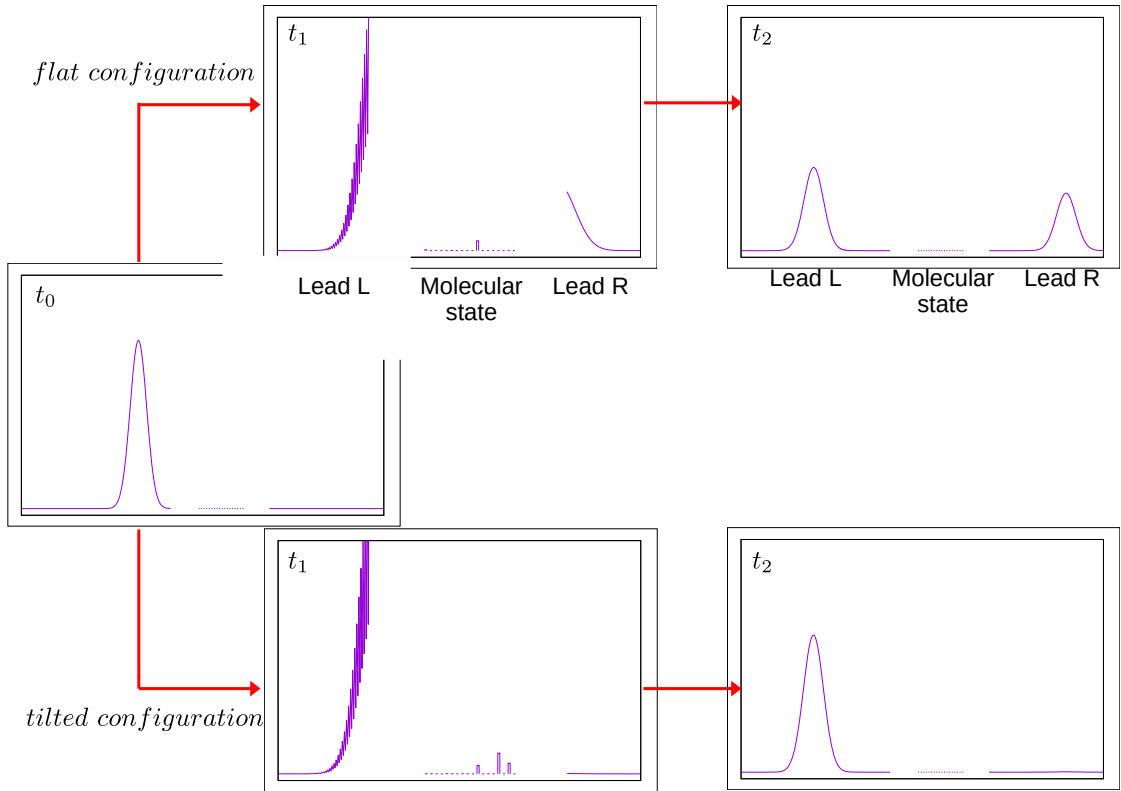 t₁
t₂
flat configuration
Lead L
Molecular
state
Lead R
Lead L
Molecular
state
Lead R
t₀
t₁
t₂
tilted configuration